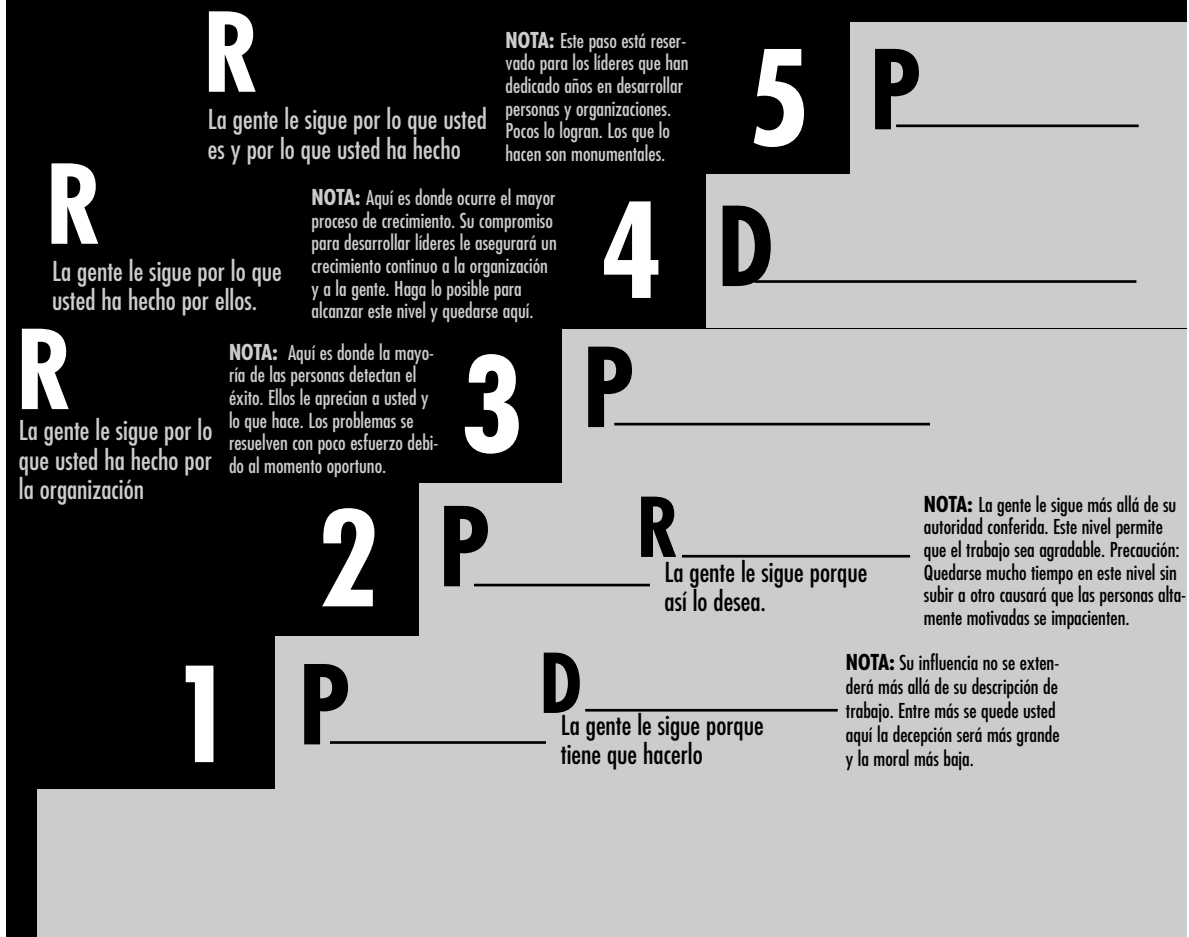 R
La gente le sigue por lo que usted
es y por lo que usted ha hecho
NOTA: Este paso está reser-
vado para los líderes que han
dedicado años en desarrollar
personas y organizaciones.
Pocos lo logran. Los que lo
hacen son monumentales.
5
P
R
La gente le sigue por lo que
usted ha hecho por ellos.
NOTA: Aquí es donde ocurre el mayor
proceso de crecimiento. Su compromiso
para desarrollar líderes le asegurará un
crecimiento continuo a la organización
y a la gente. Haga lo posible para
alcanzar este nivel y quedarse aquí.
4
D
R
La gente le sigue por lo
que usted ha hecho por
la organización
NOTA: Aquí es donde la mayo-
ría de las personas detectan el
éxito. Ellos le aprecian a usted y
lo que hace. Los problemas se
resuelven con poco esfuerzo debi-
do al momento oportuno.
3
P
2
P
R
La gente le sigue porque
así lo desea.
NOTA: La gente le sigue más allá de su
autoridad conferida. Este nivel permite
que el trabajo sea agradable. Precaución:
Quedarse mucho tiempo en este nivel sin
subir a otro causará que las personas alta-
mente motivadas se impacienten.
1
P
D
La gente le sigue porque
tiene que hacerlo
NOTA: Su influencia no se exten-
derá más allá de su descripción de
trabajo. Entre más se quede usted
aquí la decepción será más grande
y la moral más baja.